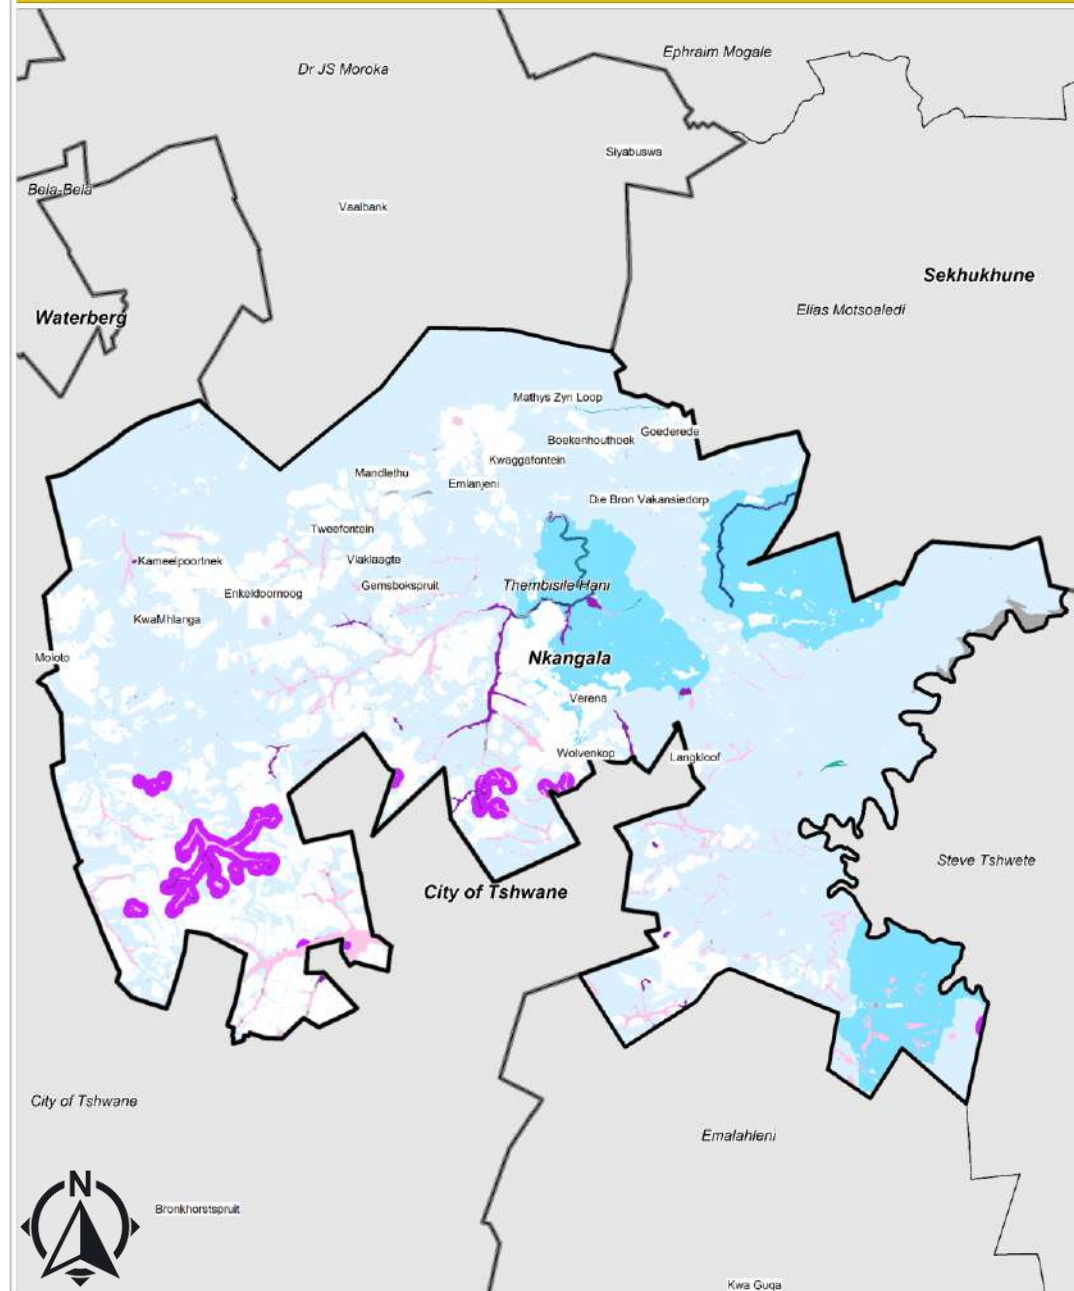 Ephraim Mogale
Dr JS Moroka
Siyabuswa
Bela-Bela
Vaalbank
Sekhukhune
Elias Motsoaledi
Waterberg
Mathys Zyn Loop
Goederede
Boekenhouthoek
Kwaggafontein
Mandlethu
Emlanjeni
Die Bron Vakansiedorp
Tweefontein
Vlaklaagte
Kameelpoortnek
Gemsbokspruit
Thembisile Hani
Enkeldoornoog
KwaMhlanga
Moloto
Nkangala
Verena
Wolvenkop
Langkloof
Steve Tshwete
City of Tshwane
City of Tshwane
Emalahleni
N
Bronkhorstspruit
Kwa Guqa